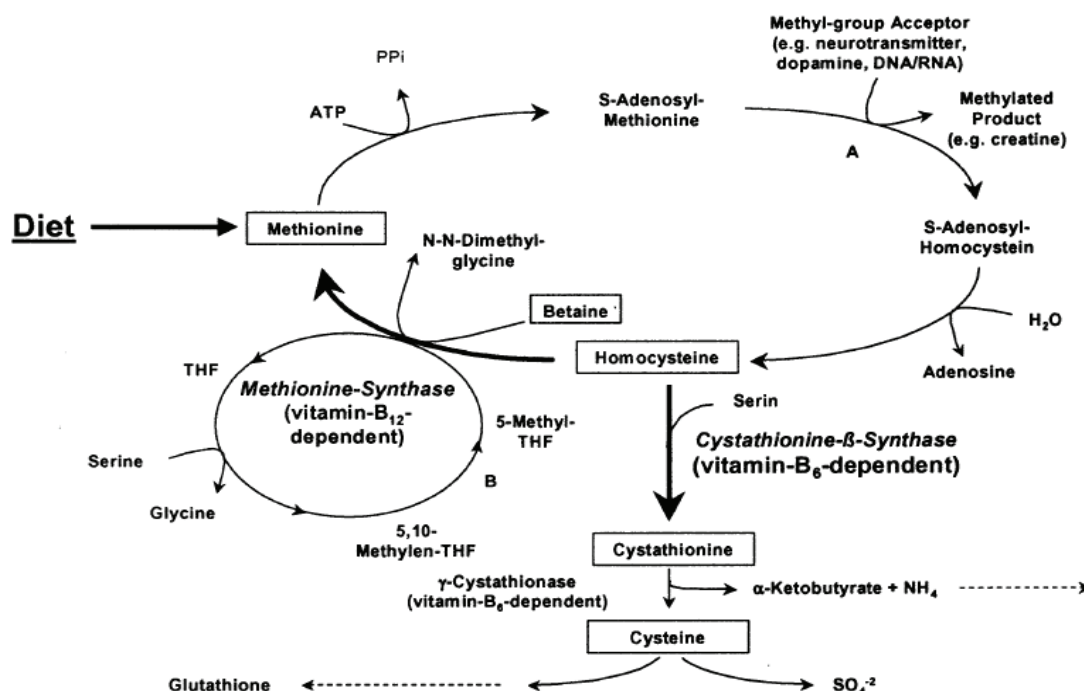 Methyl-group Acceptor
(e.g. neurotransmitter,
dopamine, DNA/RNA)
PPi
ATP
S-Adenosyl-
Methionine
Methylated
Product
(e.g. creatine)
A
Diet
Methionine
N-N-Dimethyl-
glycine
S-Adenosyl-
Homocystein
Betaine
H₂O
Homocysteine
Adenosine
THF
Methionine-Synthase
(vitamin-B₁₂-
dependent)
5-Methyl-
THF
Serin
Cystathionine-ß-Synthase
(vitamin-B₆-dependent)
Serine
B
Glycine
5,10-
Methylen-THF
Cystathionine
γ-Cystathionase
(vitamin-B₆-dependent)
α-Ketobutyrate + NH₄
Cysteine
Glutathione
SO₄⁻²